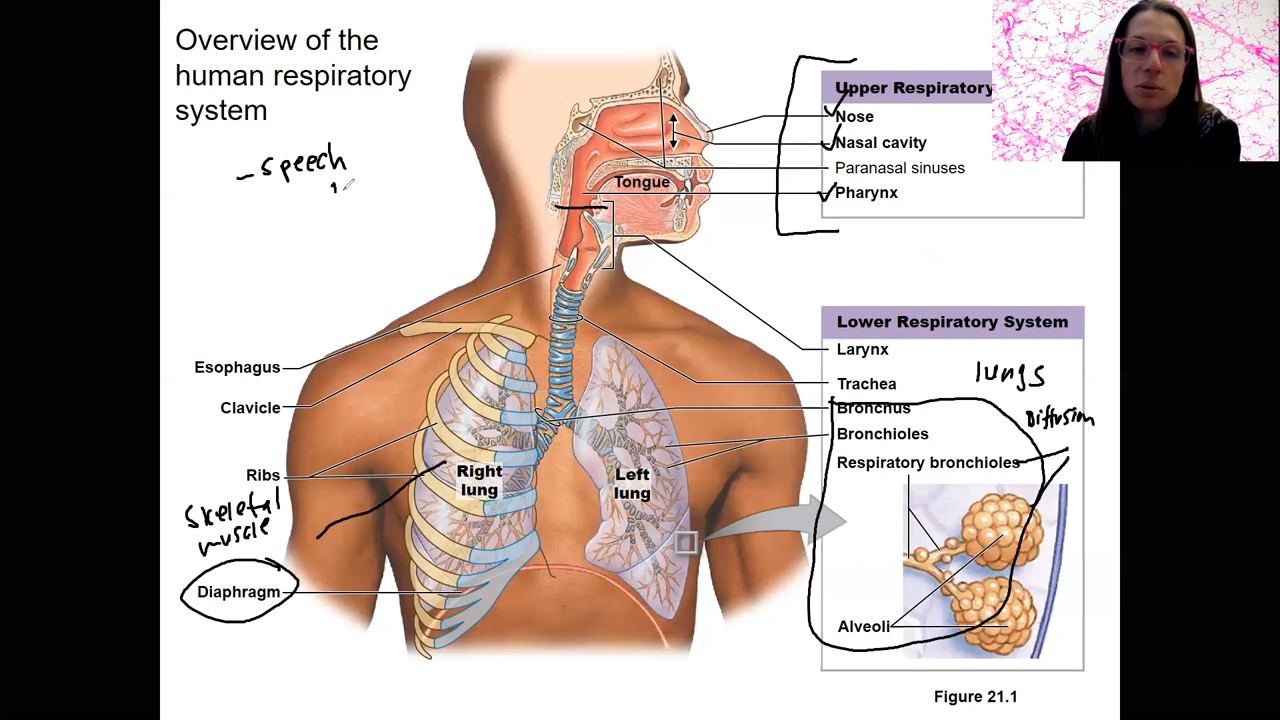 Overview of the
human respiratory
system
- speech
Upper Respiratory
Nose
Nasal cavity
Paranasal sinuses
Pharynx
Tongue
Lower Respiratory System
Larynx
Trachea
Bronchus
Bronchioles
Respiratory bronchioles
Alveoli
lungs
Diffusion
Esophagus
Clavicle
Ribs
Skeletal
muscle
Diaphragm
Right
lung
Left
lung
Figure 21.1